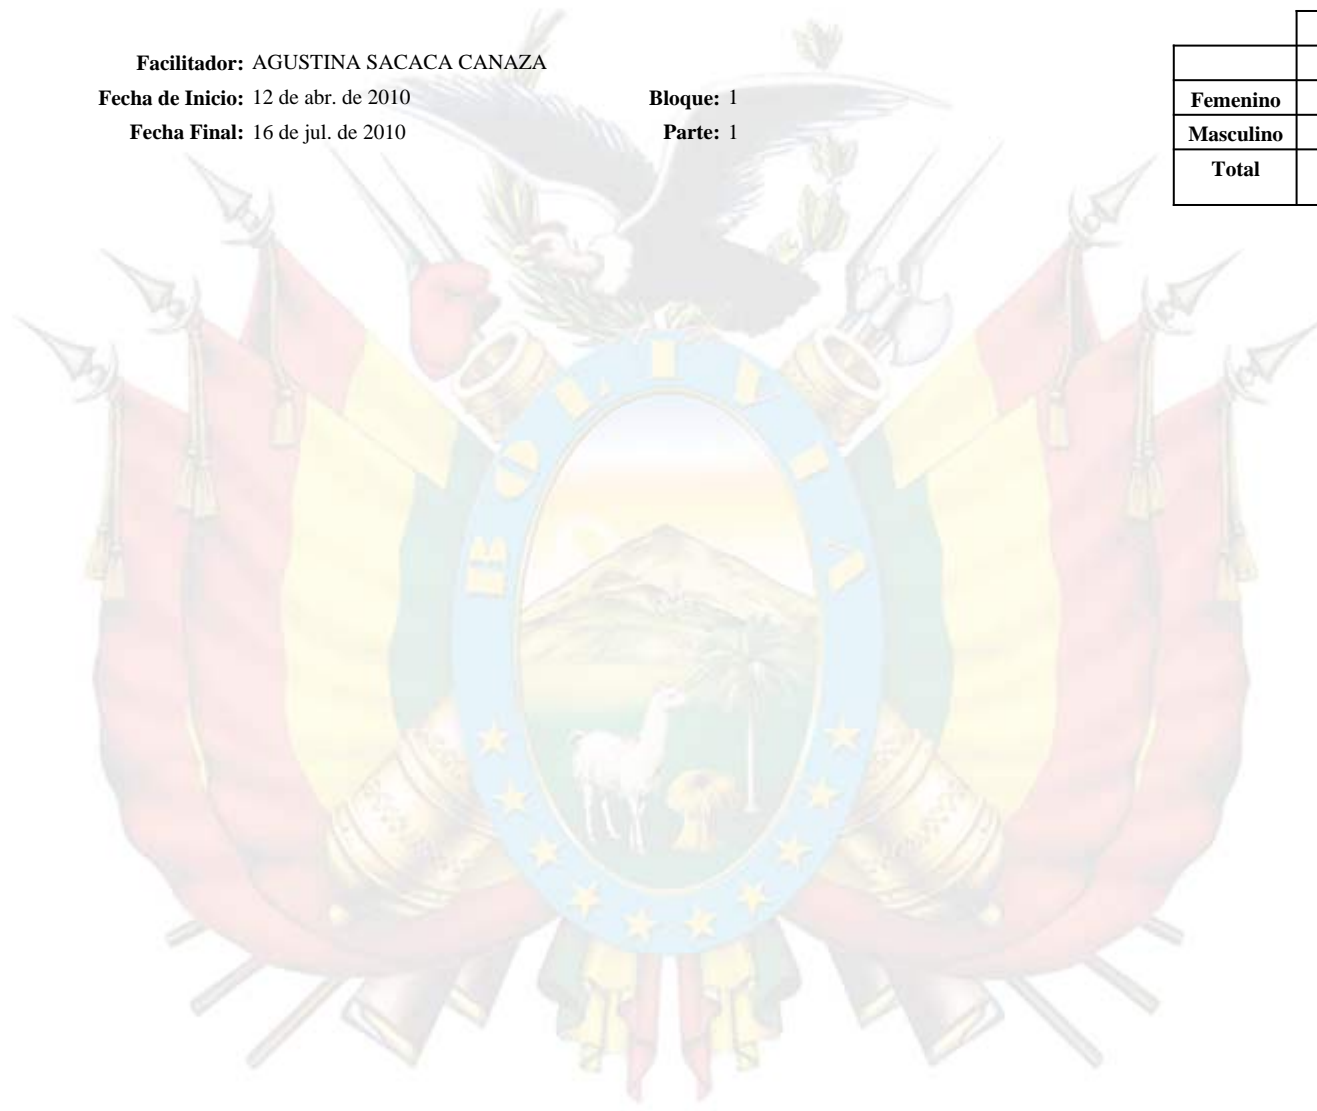 Facilitador: AGUSTINA SACACA CANAZA
Fecha de Inicio: 12 de abr. de 2010 Bloque: 1
Fecha Final: 16 de jul. de 2010 Parte: 1
Femenino
Masculino
Total
BOLIVIA